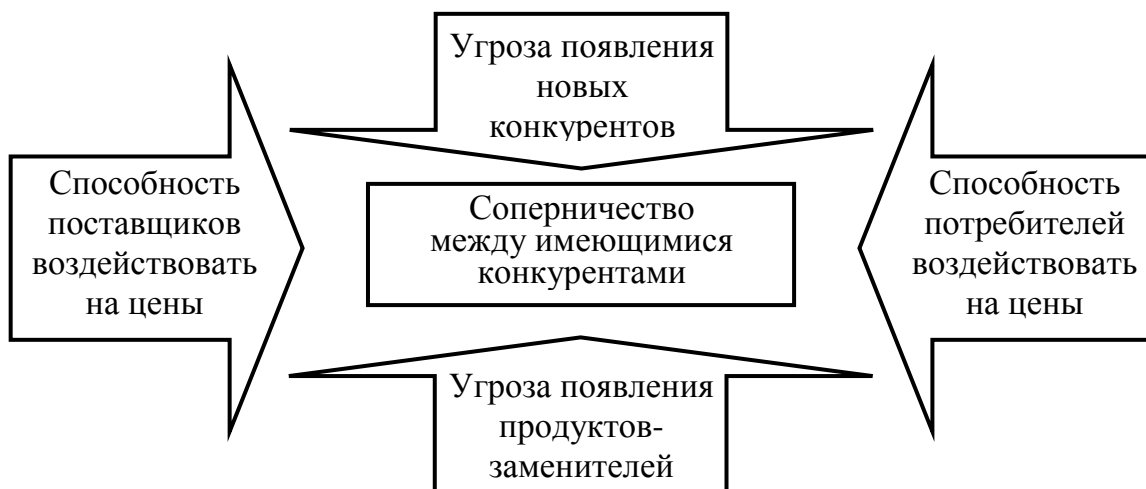 Угроза появления
новых
конкурентов
Способность
поставщиков
воздействовать
на цены
Соперничество
между имеющимися
конкурентами
Способность
потребителей
воздействовать
на цены
Угроза появления
продуктов-
заменителей